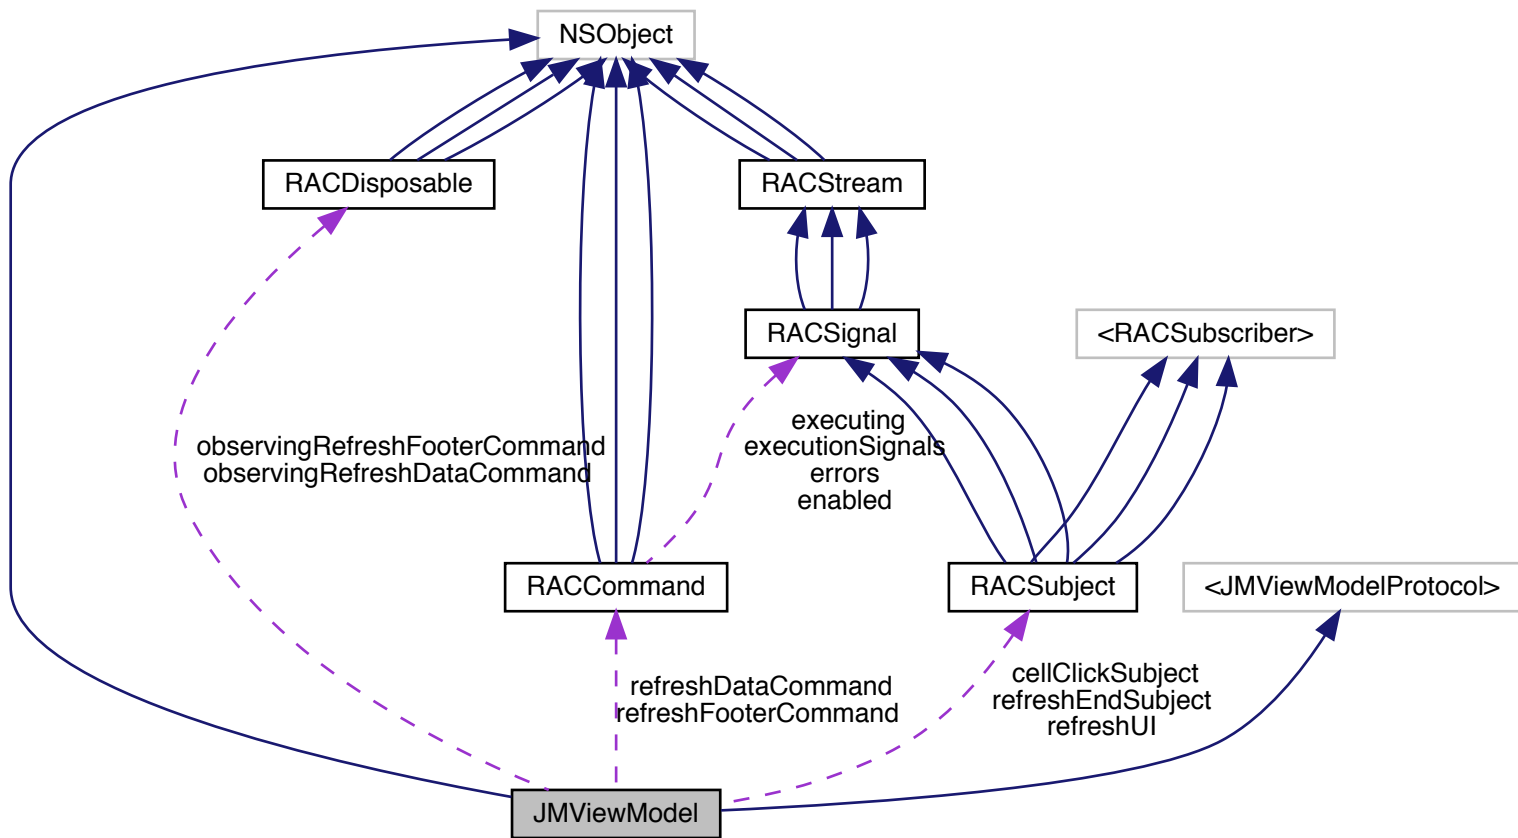 NSObject
RACDisposable
RACStream
RACSignal
<RACSubscriber>
observingRefreshFooterCommand
observingRefreshDataCommand
executing
executionSignals
errors
enabled
RACCommand
RACSubject
<JMViewModelProtocol>
refreshDataCommand
refreshFooterCommand
cellClickSubject
refreshEndSubject
refreshUI
JMViewModel